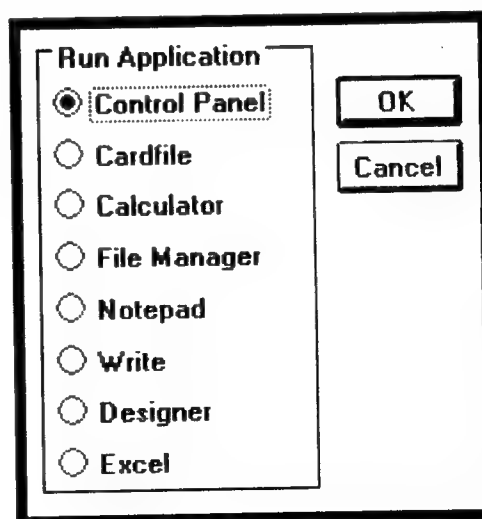 Run Application
Control Panel
OK
Cardfile
Cancel
Calculator
File Manager
Notepad
Write
Designer
Excel